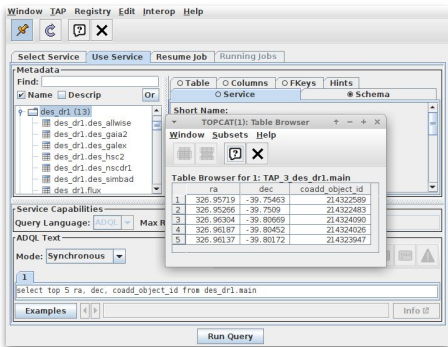 Window TAP Registry Edit Interop Help
Select Service Use Service Resume Job Running Jobs
Metadata
Find:
Name Descrip Or
des_dr1 (13)
des_dr1.des_allwise
des_dr1.des_gaia2
des_dr1.des_galex
des_dr1.des_hsc2
des_dr1.des_nscdr1
des_dr1.des_simbad
des_dr1.flux
Table Columns FKeys Hints
Service Schema
Short Name:
TOPCAT(1): Table Browser
Window Subsets Help
Table Browser for 1: TAP_3_des_dr1.main
ra dec coadd_object_id
1 326.95719 -39.75463 214322589
2 326.95266 -39.7509 214322483
3 326.96304 -39.80669 214324090
4 326.96187 -39.80452 214324026
5 326.96137 -39.80172 214323947
Service Capabilities
Query Language: ADQL Max R
ADQL Text
Mode: Synchronous
1
select top 5 ra, dec, coadd_object_id from des_dr1.main
Examples Info
Run Query